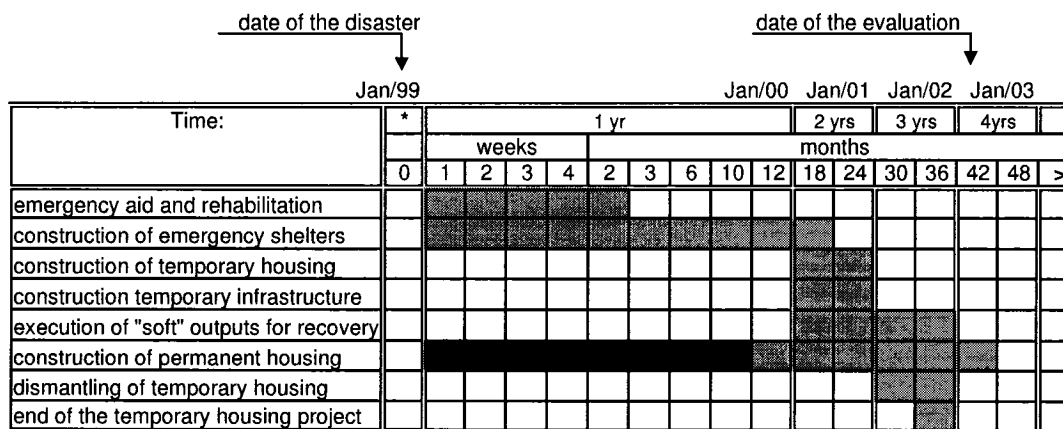 date of the disaster date of the evaluation
Jan/99 Jan/00 Jan/01 Jan/02 Jan/03
Time: * 1 yr 2 yrs 3 yrs 4yrs
weeks months
0 1 2 3 4 2 3 6 10 12 18 24 30 36 42 48 >
emergency aid and rehabilitation
construction of emergency shelters
construction of temporary housing
construction temporary infrastructure
execution of "soft" outputs for recovery
construction of permanent housing
dismantling of temporary housing
end of the temporary housing project